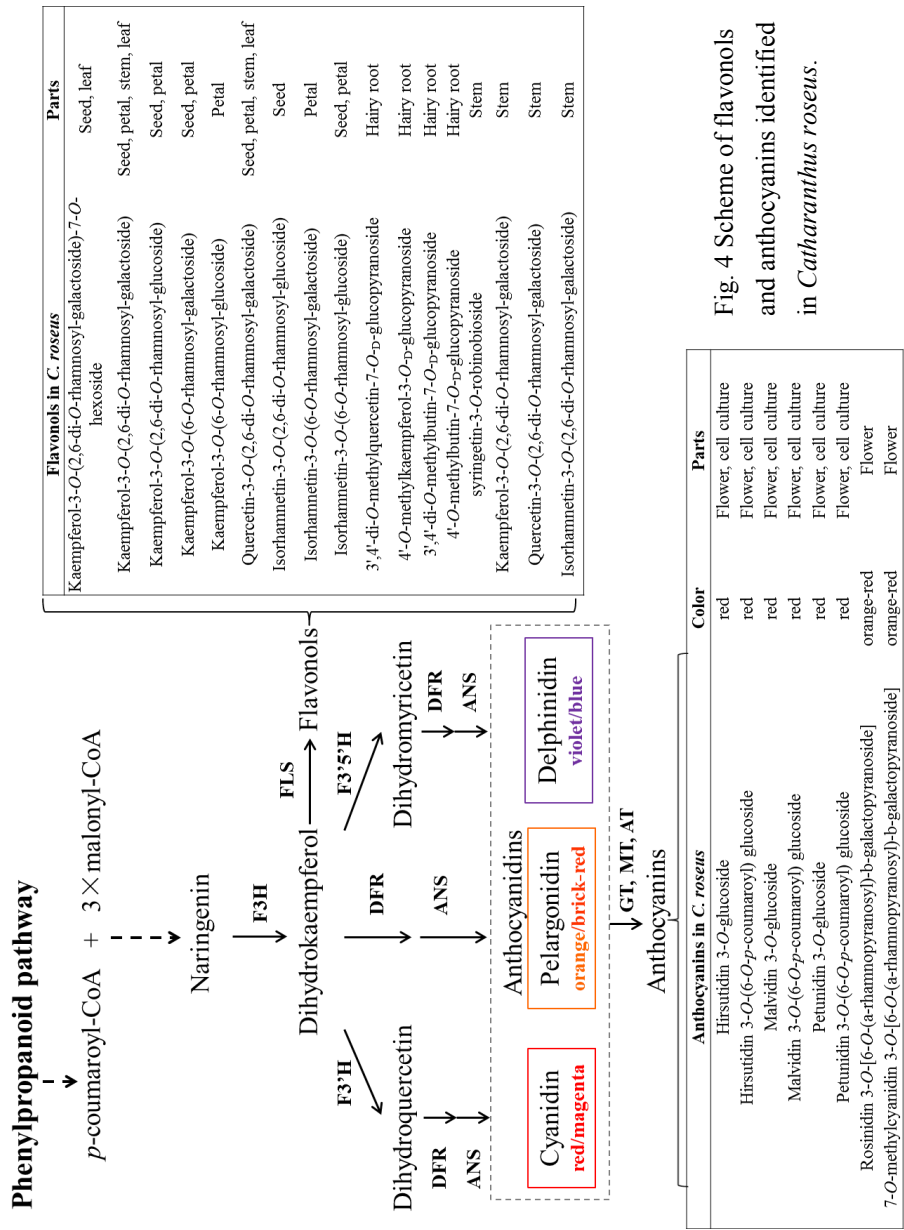 Phenylpropanoid pathway
p-coumaroyl-CoA + 3×malonyl-CoA
Naringenin
F3H
Dihydrokaempferol
FLS
Flavonols
F3'H
DFR
ANS
F3'5'H
Dihydroquercetin
DFR
ANS
Dihydromyricetin
DFR
ANS
Anthocyanidins
Cyanidin
red/magenta
Pelargonidin
orange/brick-red
Delphinidin
violet/blue
GT, MT, AT
Anthocyanins
Flavonols in C. roseus Parts
Kaempferol-3-O-(2,6-di-O-rhamnosyl-galactoside)-7-O- Seed, leaf
hexoside
Kaempferol-3-O-(2,6-di-O-rhamnosyl-galactoside) Seed, petal, stem, leaf
Kaempferol-3-O-(2,6-di-O-rhamnosyl-glucoside) Seed, petal
Kaempferol-3-O-(6-O-rhamnosyl-galactoside) Seed, petal
Kaempferol-3-O-(6-O-rhamnosyl-glucoside) Petal
Quercetin-3-O-(2,6-di-O-rhamnosyl-galactoside) Seed, petal, stem, leaf
Isorhamnetin-3-O-(2,6-di-O-rhamnosyl-glucoside) Seed
Isorhamnetin-3-O-(6-O-rhamnosyl-galactoside) Petal
Isorhamnetin-3-O-(6-O-rhamnosyl-glucoside) Seed, petal
3',4'-di-O-methylquercetin-7-O-D-glucopyranoside Hairy root
4'-O-methylkaempferol-3-O-D-glucopyranoside Hairy root
3',4'-di-O-methylbutin-7-O-D-glucopyranoside Hairy root
4'-O-methylbutin-7-O-D-glucopyranoside Hairy root
syringetin-3-O-robinobioside Stem
Kaempferol-3-O-(2,6-di-O-rhamnosyl-galactoside) Stem
Quercetin-3-O-(2,6-di-O-rhamnosyl-galactoside) Stem
Isorhamnetin-3-O-(2,6-di-O-rhamnosyl-galactoside) Stem
Anthocyanins in C. roseus Color Parts
Hirsutidin 3-O-glucoside red Flower, cell culture
Hirsutidin 3-O-(6-O-p-coumaroyl) glucoside red Flower, cell culture
Malvidin 3-O-glucoside red Flower, cell culture
Malvidin 3-O-(6-O-p-coumaroyl) glucoside red Flower, cell culture
Petunidin 3-O-glucoside red Flower, cell culture
Petunidin 3-O-(6-O-p-coumaroyl) glucoside red Flower, cell culture
Rosinidin 3-O-[6-O-(a-rhamnopyranosyl)-b-galactopyranoside] orange-red Flower
7-O-methylcyanidin 3-O-[6-O-(a-rhamnopyranosyl)-b-galactopyranoside] orange-red Flower
Fig. 4 Scheme of flavonols
and anthocyanins identified
in Catharanthus roseus.